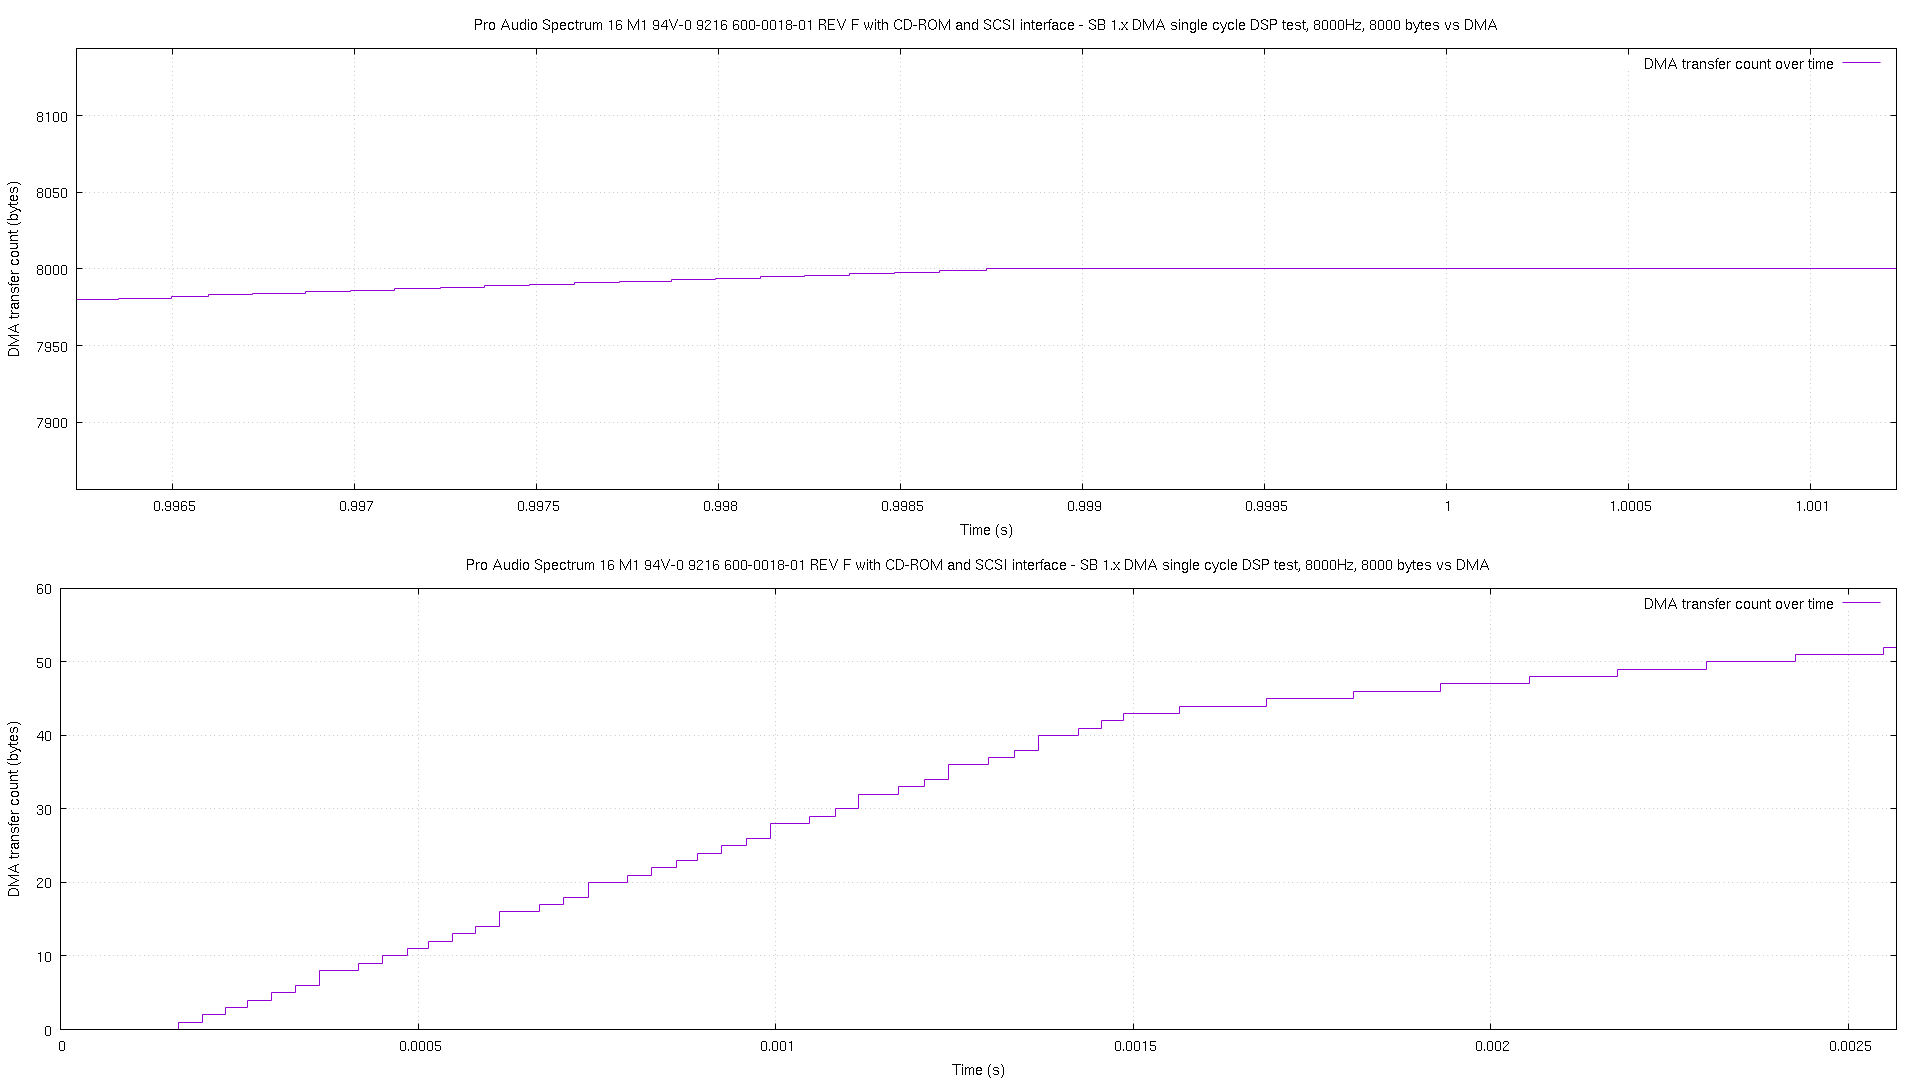 Pro Audio Spectrum 16 M1 94V-0 9216 600-0018-01 REV F with CD-ROM and SCSI interface - SB 1.x DMA single cycle DSP test, 8000Hz, 8000 bytes vs DMA
DMA transfer count over time
DMA transfer count (bytes)
8100
8050
8000
7950
7900
0.9965 0.997 0.9975 0.998 0.9985 0.999 0.9995 1 1.0005 1.001
Time (s)
Pro Audio Spectrum 16 M1 94V-0 9216 600-0018-01 REV F with CD-ROM and SCSI interface - SB 1.x DMA single cycle DSP test, 8000Hz, 8000 bytes vs DMA
DMA transfer count over time
DMA transfer count (bytes)
60
50
40
30
20
10
0
0 0.0005 0.001 0.0015 0.002 0.0025
Time (s)